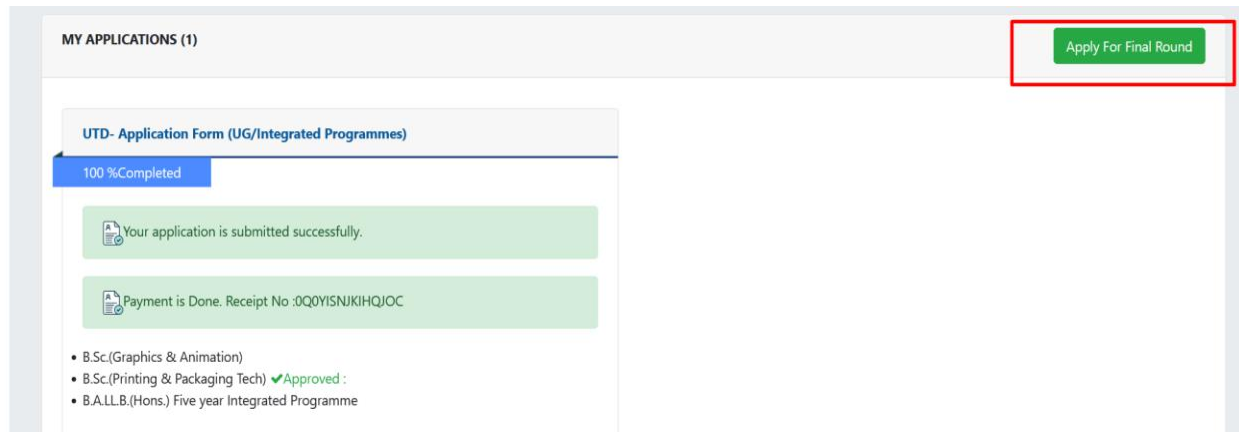 MY APPLICATIONS (1)
Apply For Final Round
UTD- Application Form (UG/Integrated Programmes)
100 %Completed
Your application is submitted successfully.
Payment is Done. Receipt No :0Q0YISNJKIHQJOC
• B.Sc.(Graphics & Animation)
• B.Sc.(Printing & Packaging Tech) ✔Approved :
• B.A.LL.B.(Hons.) Five year Integrated Programme